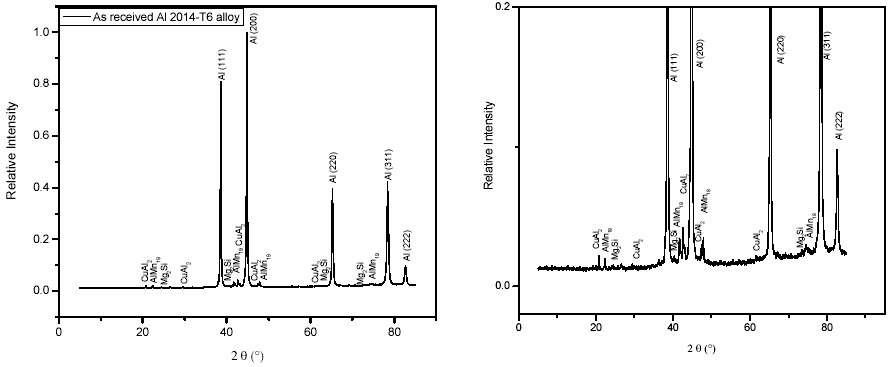 As received Al 2014-T6 alloy
Relative Intensity
1.0
0.8
0.6
0.4
0.2
0.0
0
20
40
60
80
2 θ (°)
CuAl2
AlMn19
Mg2Si
CuAl2
Al (111)
Mg2Si
AlMn19
CuAl2
Al (200)
CuAl2
AlMn19
CuAl2
Mg2Si
Al (220)
Mg2Si
AlMn19
Al (311)
Al (222)
Relative Intensity
0.2
0.0
0
20
40
60
80
2 θ (°)
CuAl2
AlMn19
Mg2Si
CuAl2
Al (111)
Mg2Si
AlMn19
CuAl2
Al (200)
CuAl2
AlMn19
CuAl2
Al (220)
Mg2Si
AlMn19
Al (311)
Al (222)